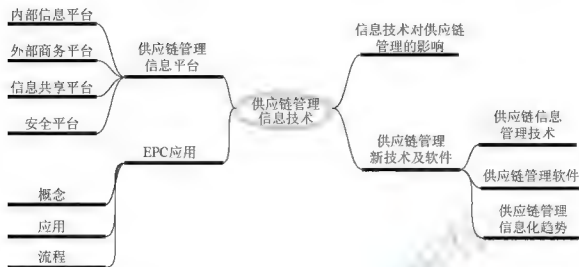 内部信息平台
外部商务平台
信息共享平台
安全平台
供应链管理
信息平台
EPC应用
概念
应用
流程
供应链管理
信息技术
信息技术对供应链
管理的影响
供应链管理
新技术及软件
供应链信息
管理技术
供应链管理软件
供应链管理
信息化趋势